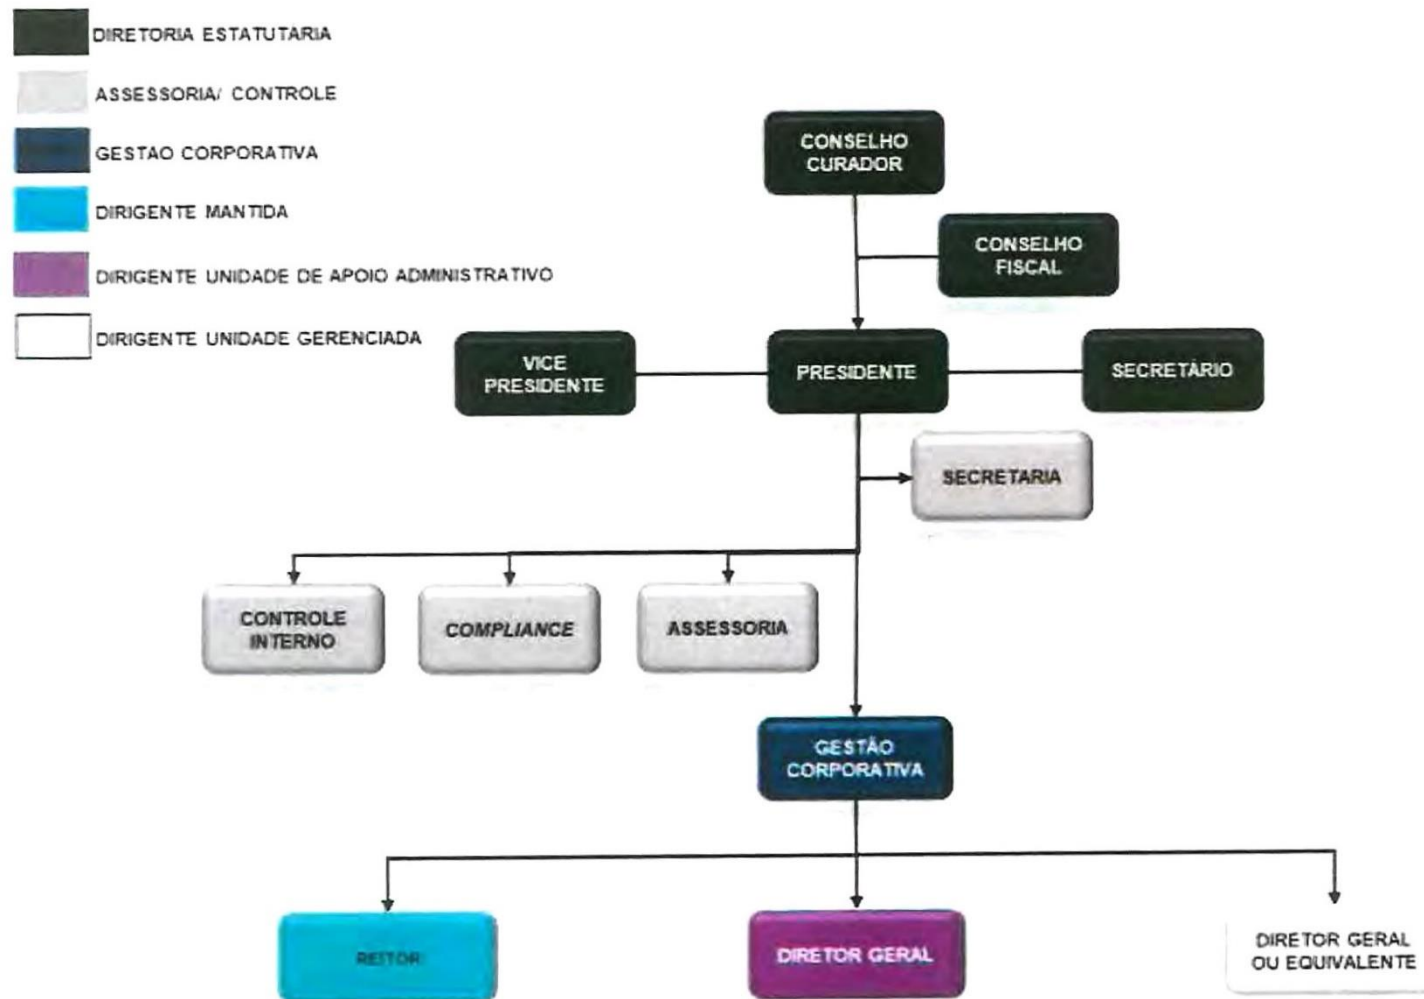 DIRETORIA ESTATUTARIA
ASSESSORIA/ CONTROLE
GESTAO CORPORATIVA
DIRIGENTE MANTIDA
DIRIGENTE UNIDADE DE APOIO ADMINISTRATIVO
DIRIGENTE UNIDADE GERENCIADA
CONSELHO
CURADOR
CONSELHO
FISCAL
VICE
PRESIDENTE
PRESIDENTE
SECRETÁRIO
SECRETARIA
CONTROLE
INTERNO
COMPLIANCE
ASSESSORIA
GESTÃO
CORPORATIVA
REITOR
DIRETOR GERAL
DIRETOR GERAL
OU EQUIVALENTE